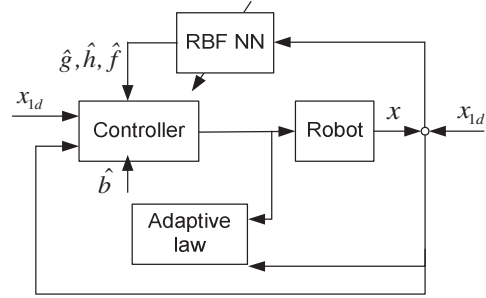 RBF NN
ĝ, ĥ, f̂
x₁d
Controller
Robot
x
x₁d
b̂
Adaptive
law